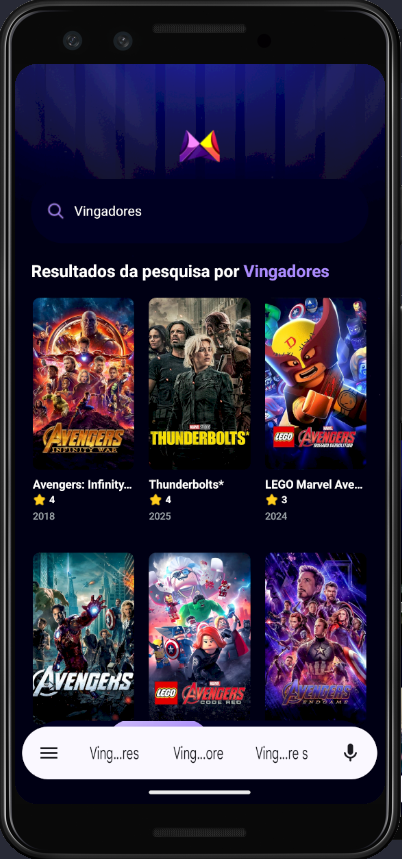 Vingadores
Resultados da pesquisa por Vingadores
AVENGERS
INFINITY WAR
MARVEL STUDIOS
THUNDERBOLTS*
D
LEGO AVENGERS
Avengers: Infinity...
Thunderbolts*
LEGO Marvel Ave...
4
4
3
2018
2025
2024
AVENGERS
LEGO AVENGERS
CODE RED
AVENGERS
ENDGAME
Ving...res
Ving...ore
Ving...re s